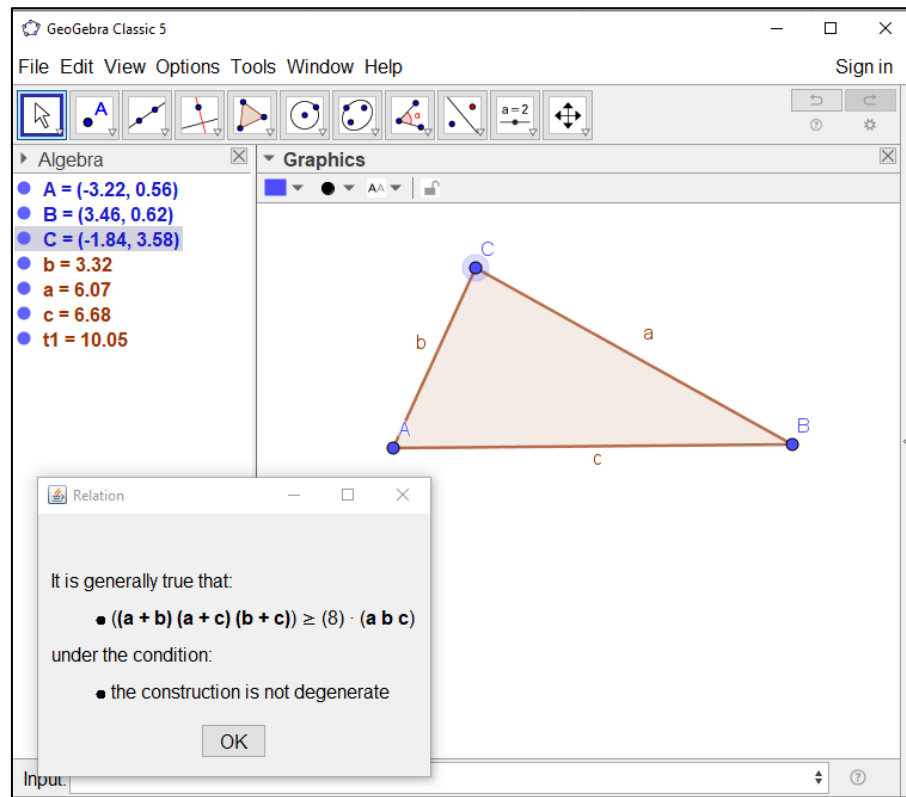 GeoGebra Classic 5
File Edit View Options Tools Window Help Sign in
A α a=2
Algebra
Graphics
AA
A = (-3.22, 0.56)
B = (3.46, 0.62)
C = (-1.84, 3.58)
b = 3.32
a = 6.07
c = 6.68
t1 = 10.05
C
b
a
A
B
c
Relation
It is generally true that:
• ((a + b) (a + c) (b + c)) ≥ (8) · (a b c)
under the condition:
• the construction is not degenerate
OK
Input: